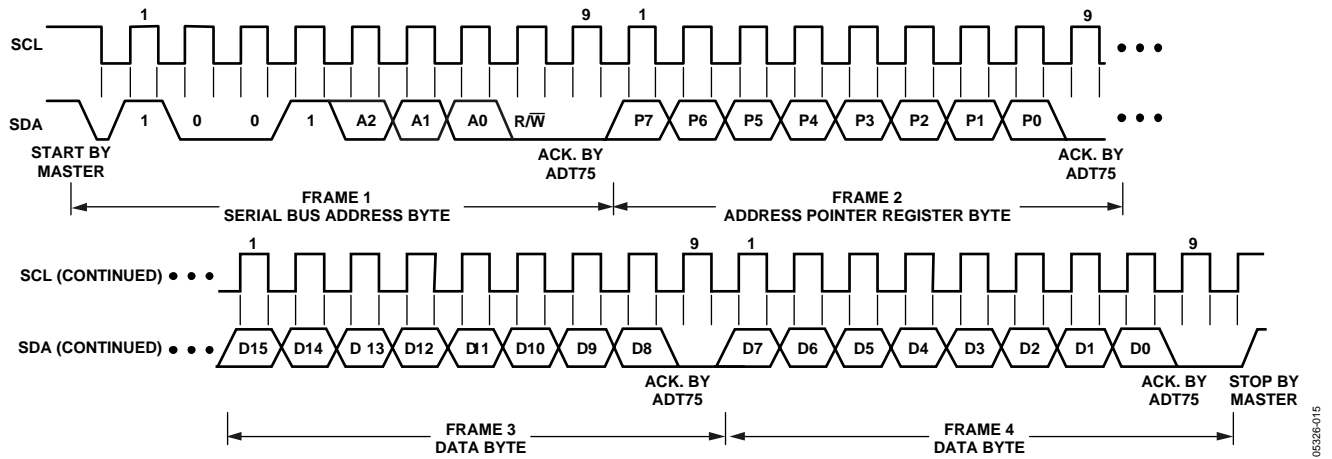 1 9 1 9
SCL
SDA 1 0 0 1 A2 A1 A0 R/W̅ P7 P6 P5 P4 P3 P2 P1 P0
START BY
MASTER
ACK. BY
ADT75
ACK. BY
ADT75
FRAME 1
SERIAL BUS ADDRESS BYTE
FRAME 2
ADDRESS POINTER REGISTER BYTE
1 9 1 9
SCL (CONTINUED)
SDA (CONTINUED) D15 D14 D 13 D12 D11 D10 D9 D8 D7 D6 D5 D4 D3 D2 D1 D0
ACK. BY
ADT75
ACK. BY
ADT75
STOP BY
MASTER
FRAME 3
DATA BYTE
FRAME 4
DATA BYTE
05326-015